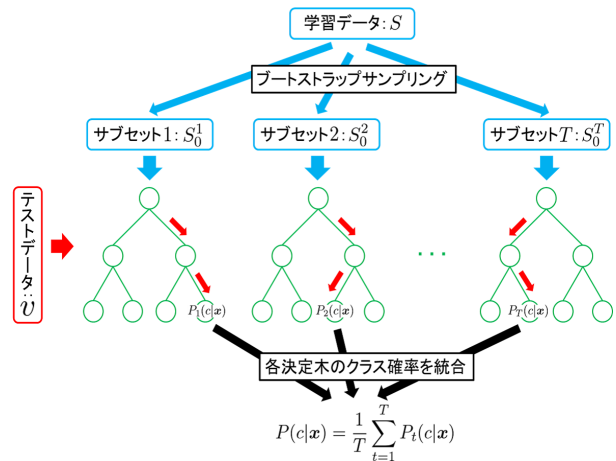 学習データ: S
ブートストラップサンプリング
サブセット1: S_0^1
サブセット2: S_0^2
サブセットT: S_0^T
テストデータ: v
...
P_1(c|x)
P_2(c|x)
P_T(c|x)
各決定木のクラス確率を統合
P(c|x) = \frac{1}{T} \sum_{t=1}^{T} P_t(c|x)